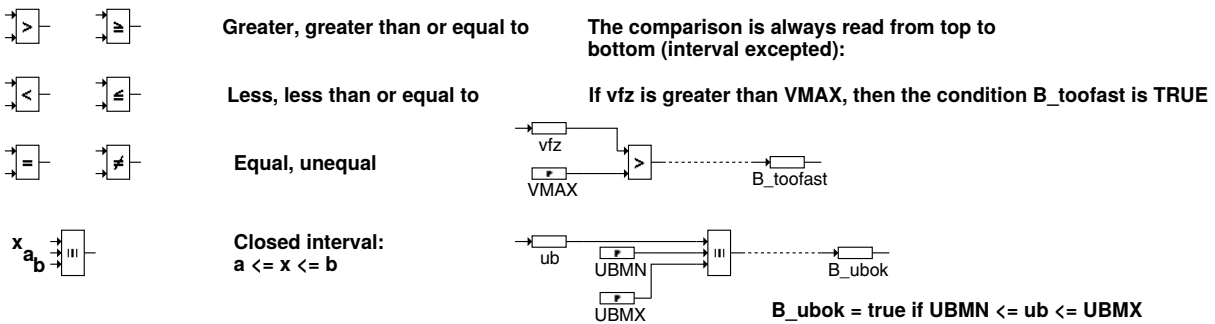 > ≥ Greater, greater than or equal to The comparison is always read from top to
bottom (interval excepted):
< ≤ Less, less than or equal to If vfz is greater than VMAX, then the condition B_toofast is TRUE
= ≠ Equal, unequal
vfz
>
P
VMAX
B_toofast
x
a
b
Closed interval:
a <= x <= b
ub
P
UBMN
P
UBMX
B_ubok
B_ubok = true if UBMN <= ub <= UBMX